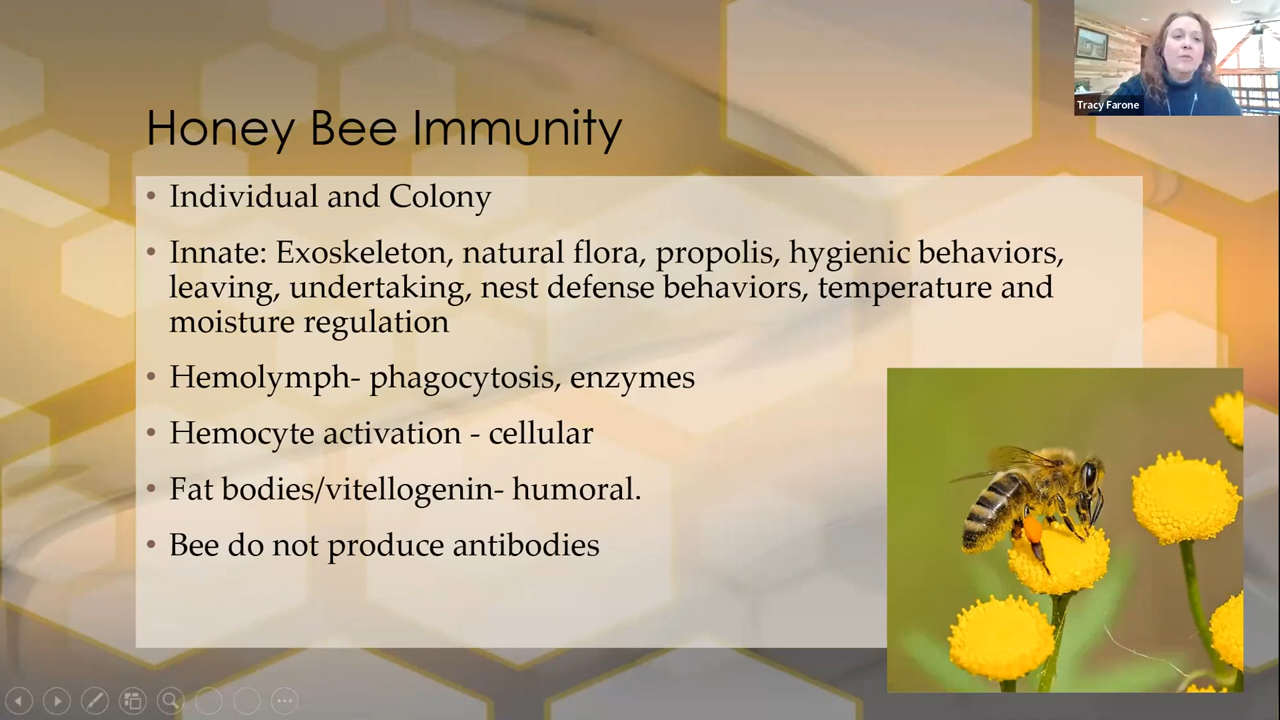 Tracy Farone
Honey Bee Immunity
• Individual and Colony
• Innate: Exoskeleton, natural flora, propolis, hygienic behaviors,
leaving, undertaking, nest defense behaviors, temperature and
moisture regulation
• Hemolymph- phagocytosis, enzymes
• Hemocyte activation - cellular
• Fat bodies/vitellogenin- humoral.
• Bee do not produce antibodies